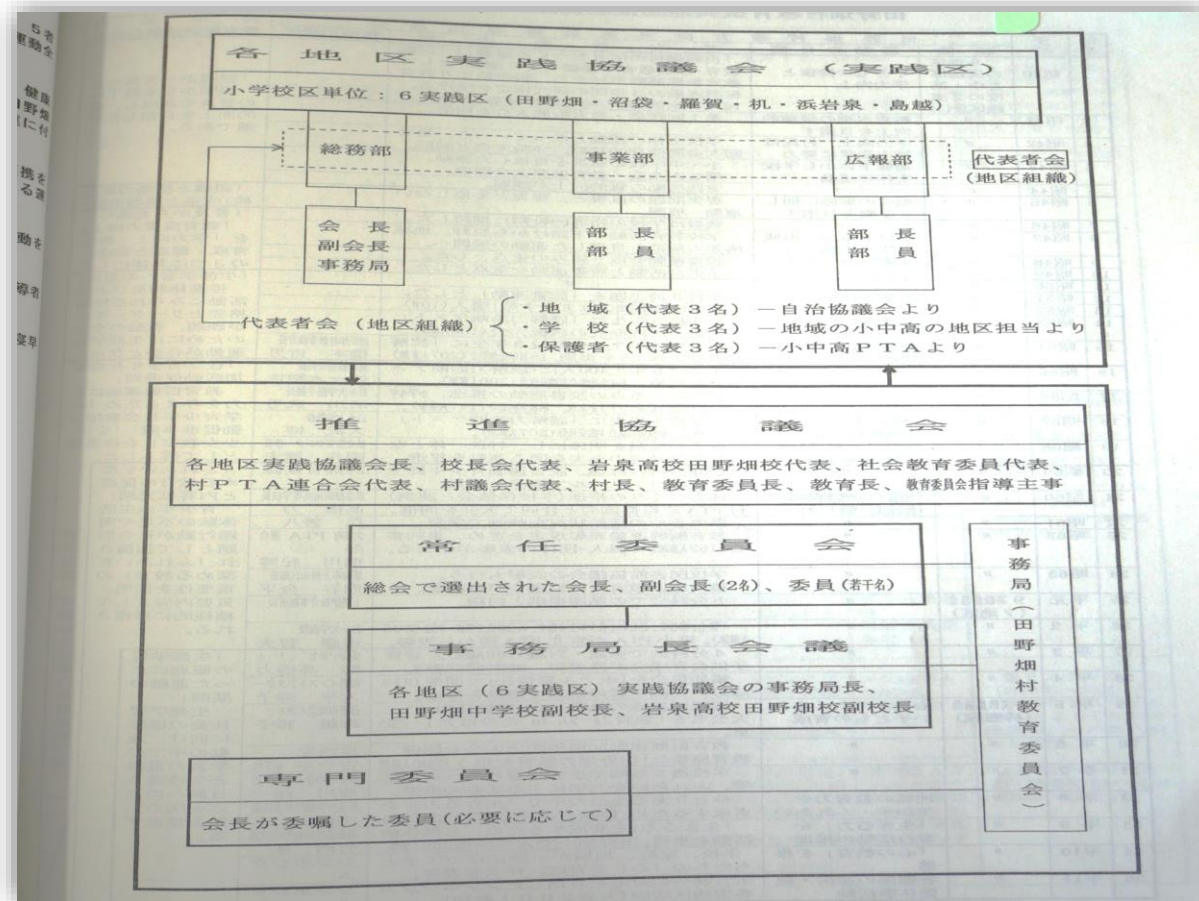 各地区実践協議会（実践区）
小学校区単位：６実践区（田野畑・沼袋・羅賀・机・浜岩泉・島越）
総務部
事業部
広報部
代表者会
（地区組織）
会　長
副会長
事務局
部　長
部　員
部　長
部　員
代表者会（地区組織）
・地　域（代表３名）－自治協議会より
・学　校（代表３名）－地域の小中高の地区担当より
・保護者（代表３名）－小中高ＰＴＡより
推進協議会
各地区実践協議会長、校長会代表、岩泉高校田野畑校代表、社会教育委員代表、
村ＰＴＡ連合会代表、村議会代表、村長、教育委員長、教育長、教育委員会指導主事
常任委員会
総会で選出された会長、副会長(2名)、委員(若干名)
事務局長会議
各地区（６実践区）実践協議会の事務局長、
田野畑中学校副校長、岩泉高校田野畑校副校長
専門委員会
会長が委嘱した委員(必要に応じて)
事務局（田野畑村教育委員会）